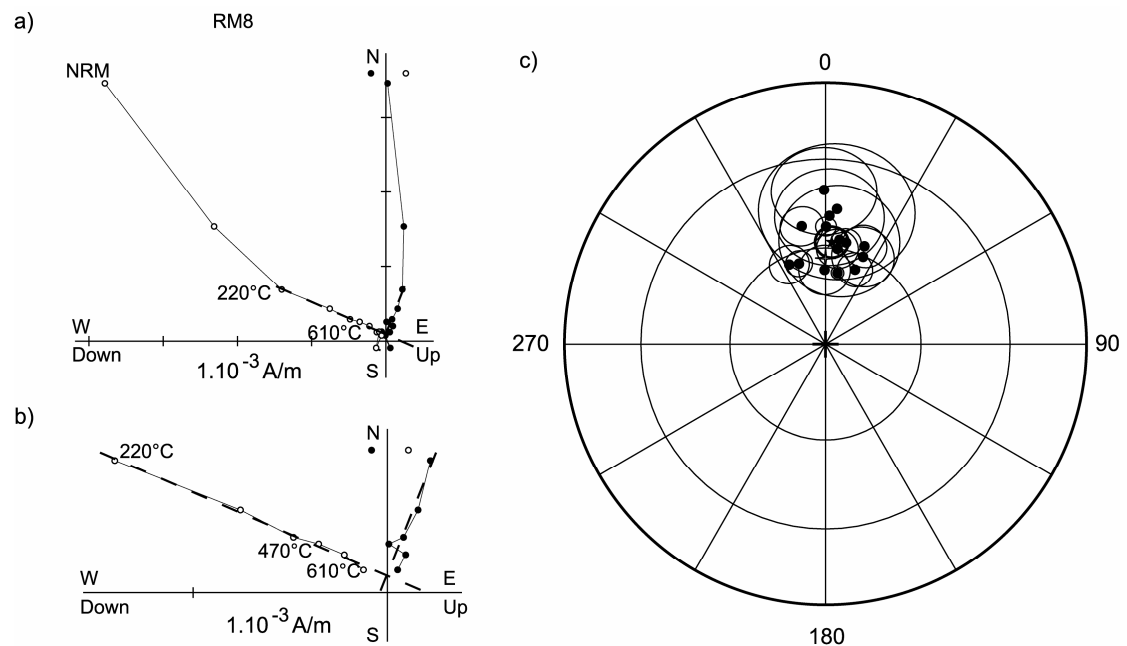 a)
RM8
N
NRM
220°C
610°C
W
E
Down
Up
1.10⁻³ A/m
S
b)
N
220°C
470°C
610°C
W
E
Down
Up
1.10⁻³ A/m
S
c)
0
270
90
180